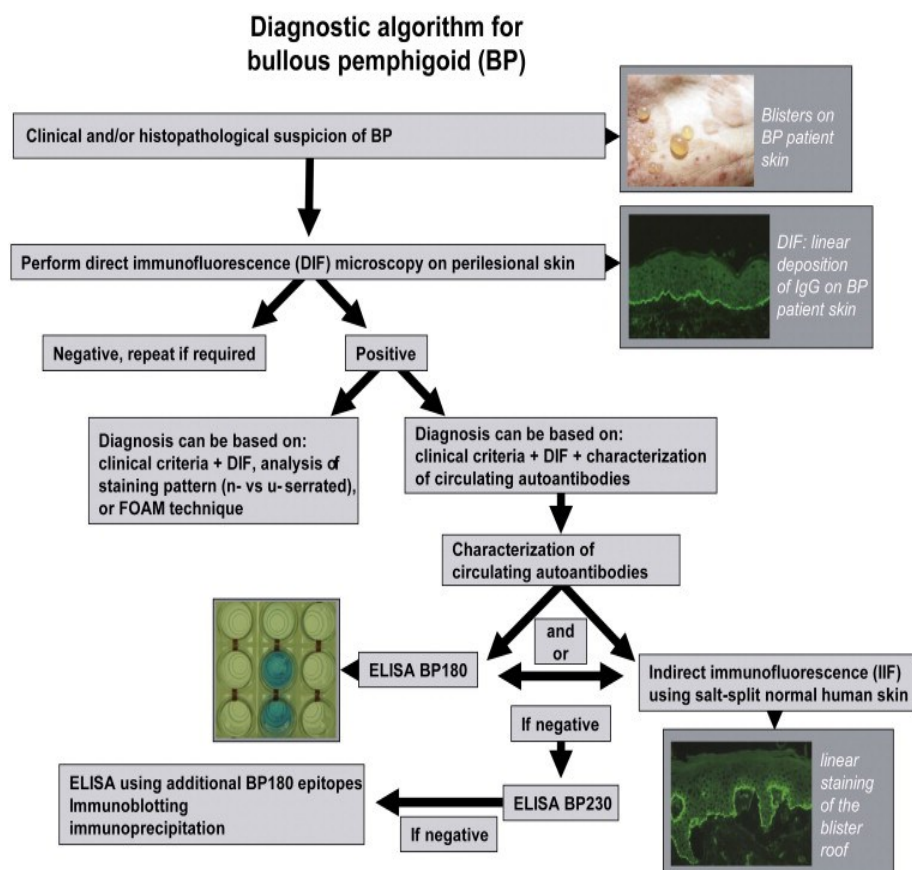 Diagnostic algorithm for
bullous pemphigoid (BP)
Clinical and/or histopathological suspicion of BP
Blisters on
BP patient
skin
Perform direct immunofluorescence (DIF) microscopy on perilesional skin
DIF: linear
deposition
of IgG on BP
patient skin
Negative, repeat if required
Positive
Diagnosis can be based on:
clinical criteria + DIF, analysis of
staining pattern (n- vs u- serrated),
or FOAM technique
Diagnosis can be based on:
clinical criteria + DIF + characterization
of circulating autoantibodies
Characterization of
circulating autoantibodies
and
or
ELISA BP180
Indirect immunofluorescence (IIF)
using salt-split normal human skin
If negative
linear
staining
of the
blister
roof
ELISA BP230
If negative
ELISA using additional BP180 epitopes
Immunoblotting
immunoprecipitation